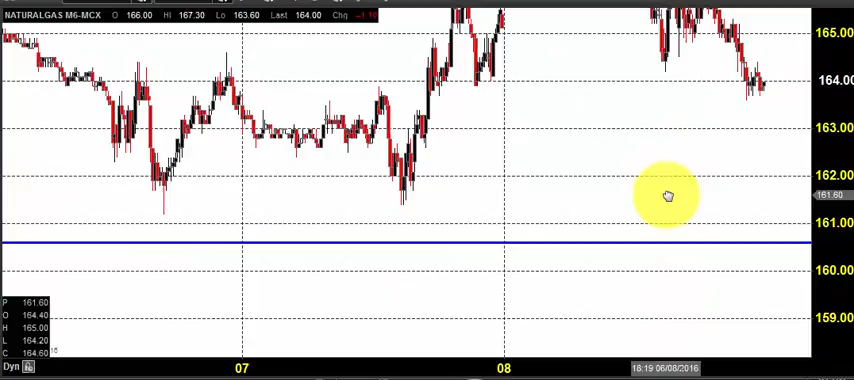 NATURALGAS M6-MCX O 166.00 Hi 167.30 Lo 163.60 Last 164.00 Chg -1.10
165.00
164.00
163.00
162.00
161.60
161.00
160.00
159.00
P 161.60
O 164.40
H 165.00
L 164.20
C 164.60
Dyn
07
08
18:19 06/08/2016